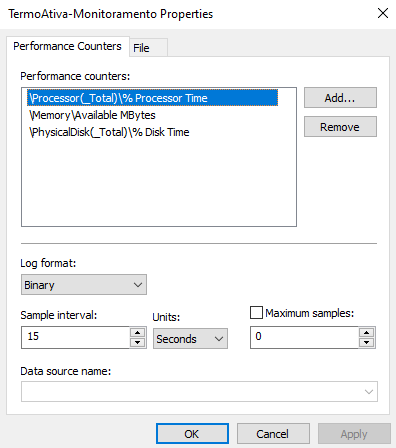 TermoAtiva-Monitoramento Properties
Performance Counters
File
Performance counters:
\Processor(_Total)\% Processor Time
\Memory\Available MBytes
\PhysicalDisk(_Total)\% Disk Time
Add...
Remove
Log format:
Binary
Sample interval:
Units:
Maximum samples:
15
Seconds
0
Data source name:
OK
Cancel
Apply